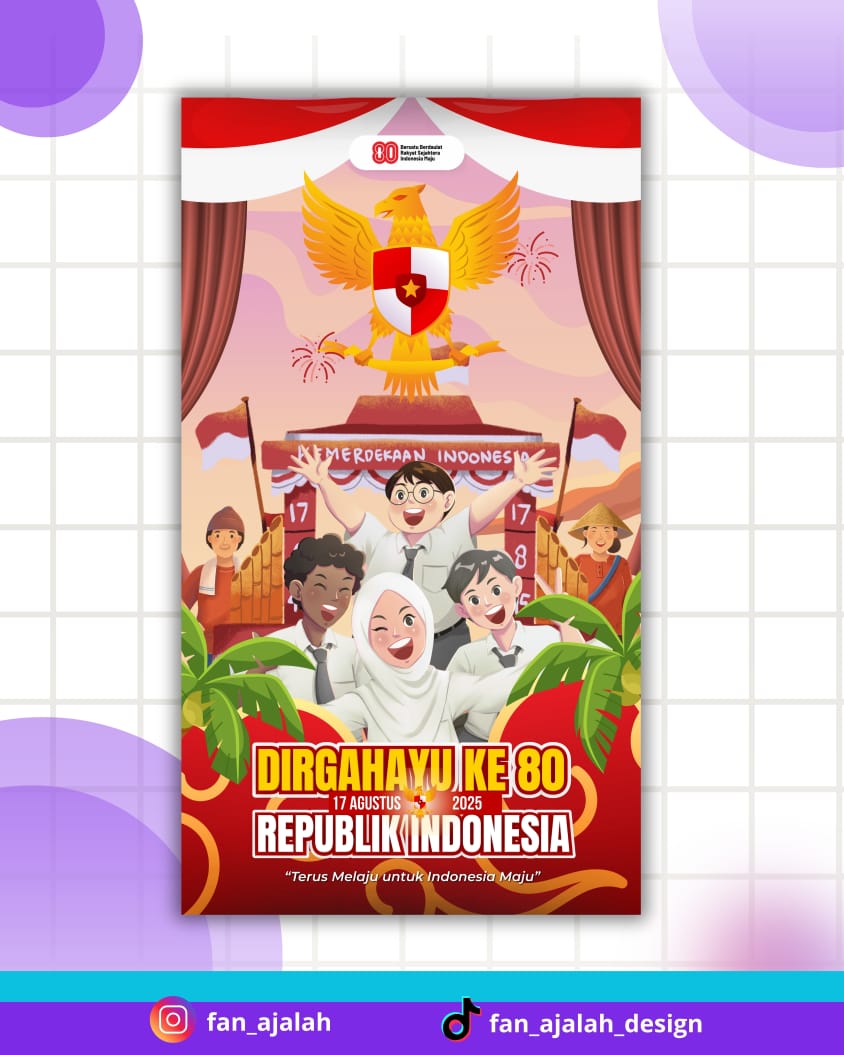 80
Bersatu Berdaulat
Rakyat Sejahtera
Indonesia Maju
KEMERDEKAAN INDONESIA
17
17
8
DIRGAHAYU KE 80
17 AGUSTUS 2025
REPUBLIK INDONESIA
“Terus Melaju untuk Indonesia Maju”
fan_ajalah
fan_ajalah_design